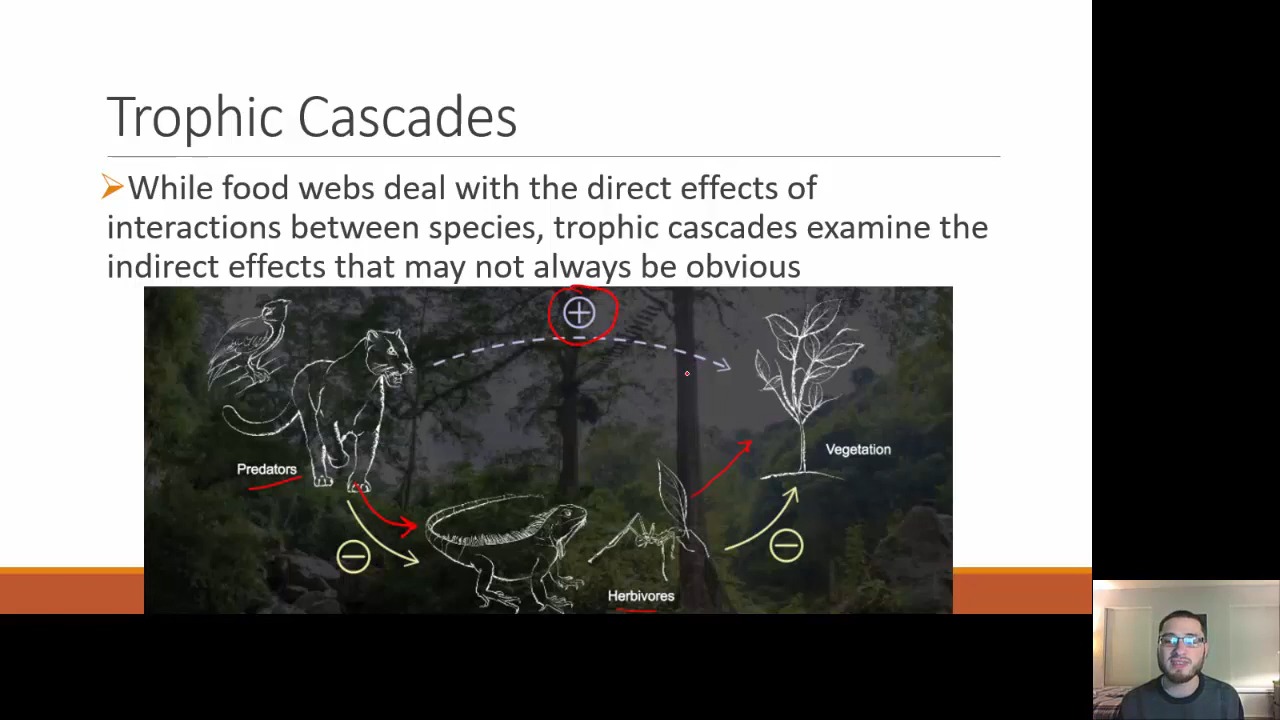 Trophic Cascades
While food webs deal with the direct effects of
interactions between species, trophic cascades examine the
indirect effects that may not always be obvious
Predators
Vegetation
Herbivores